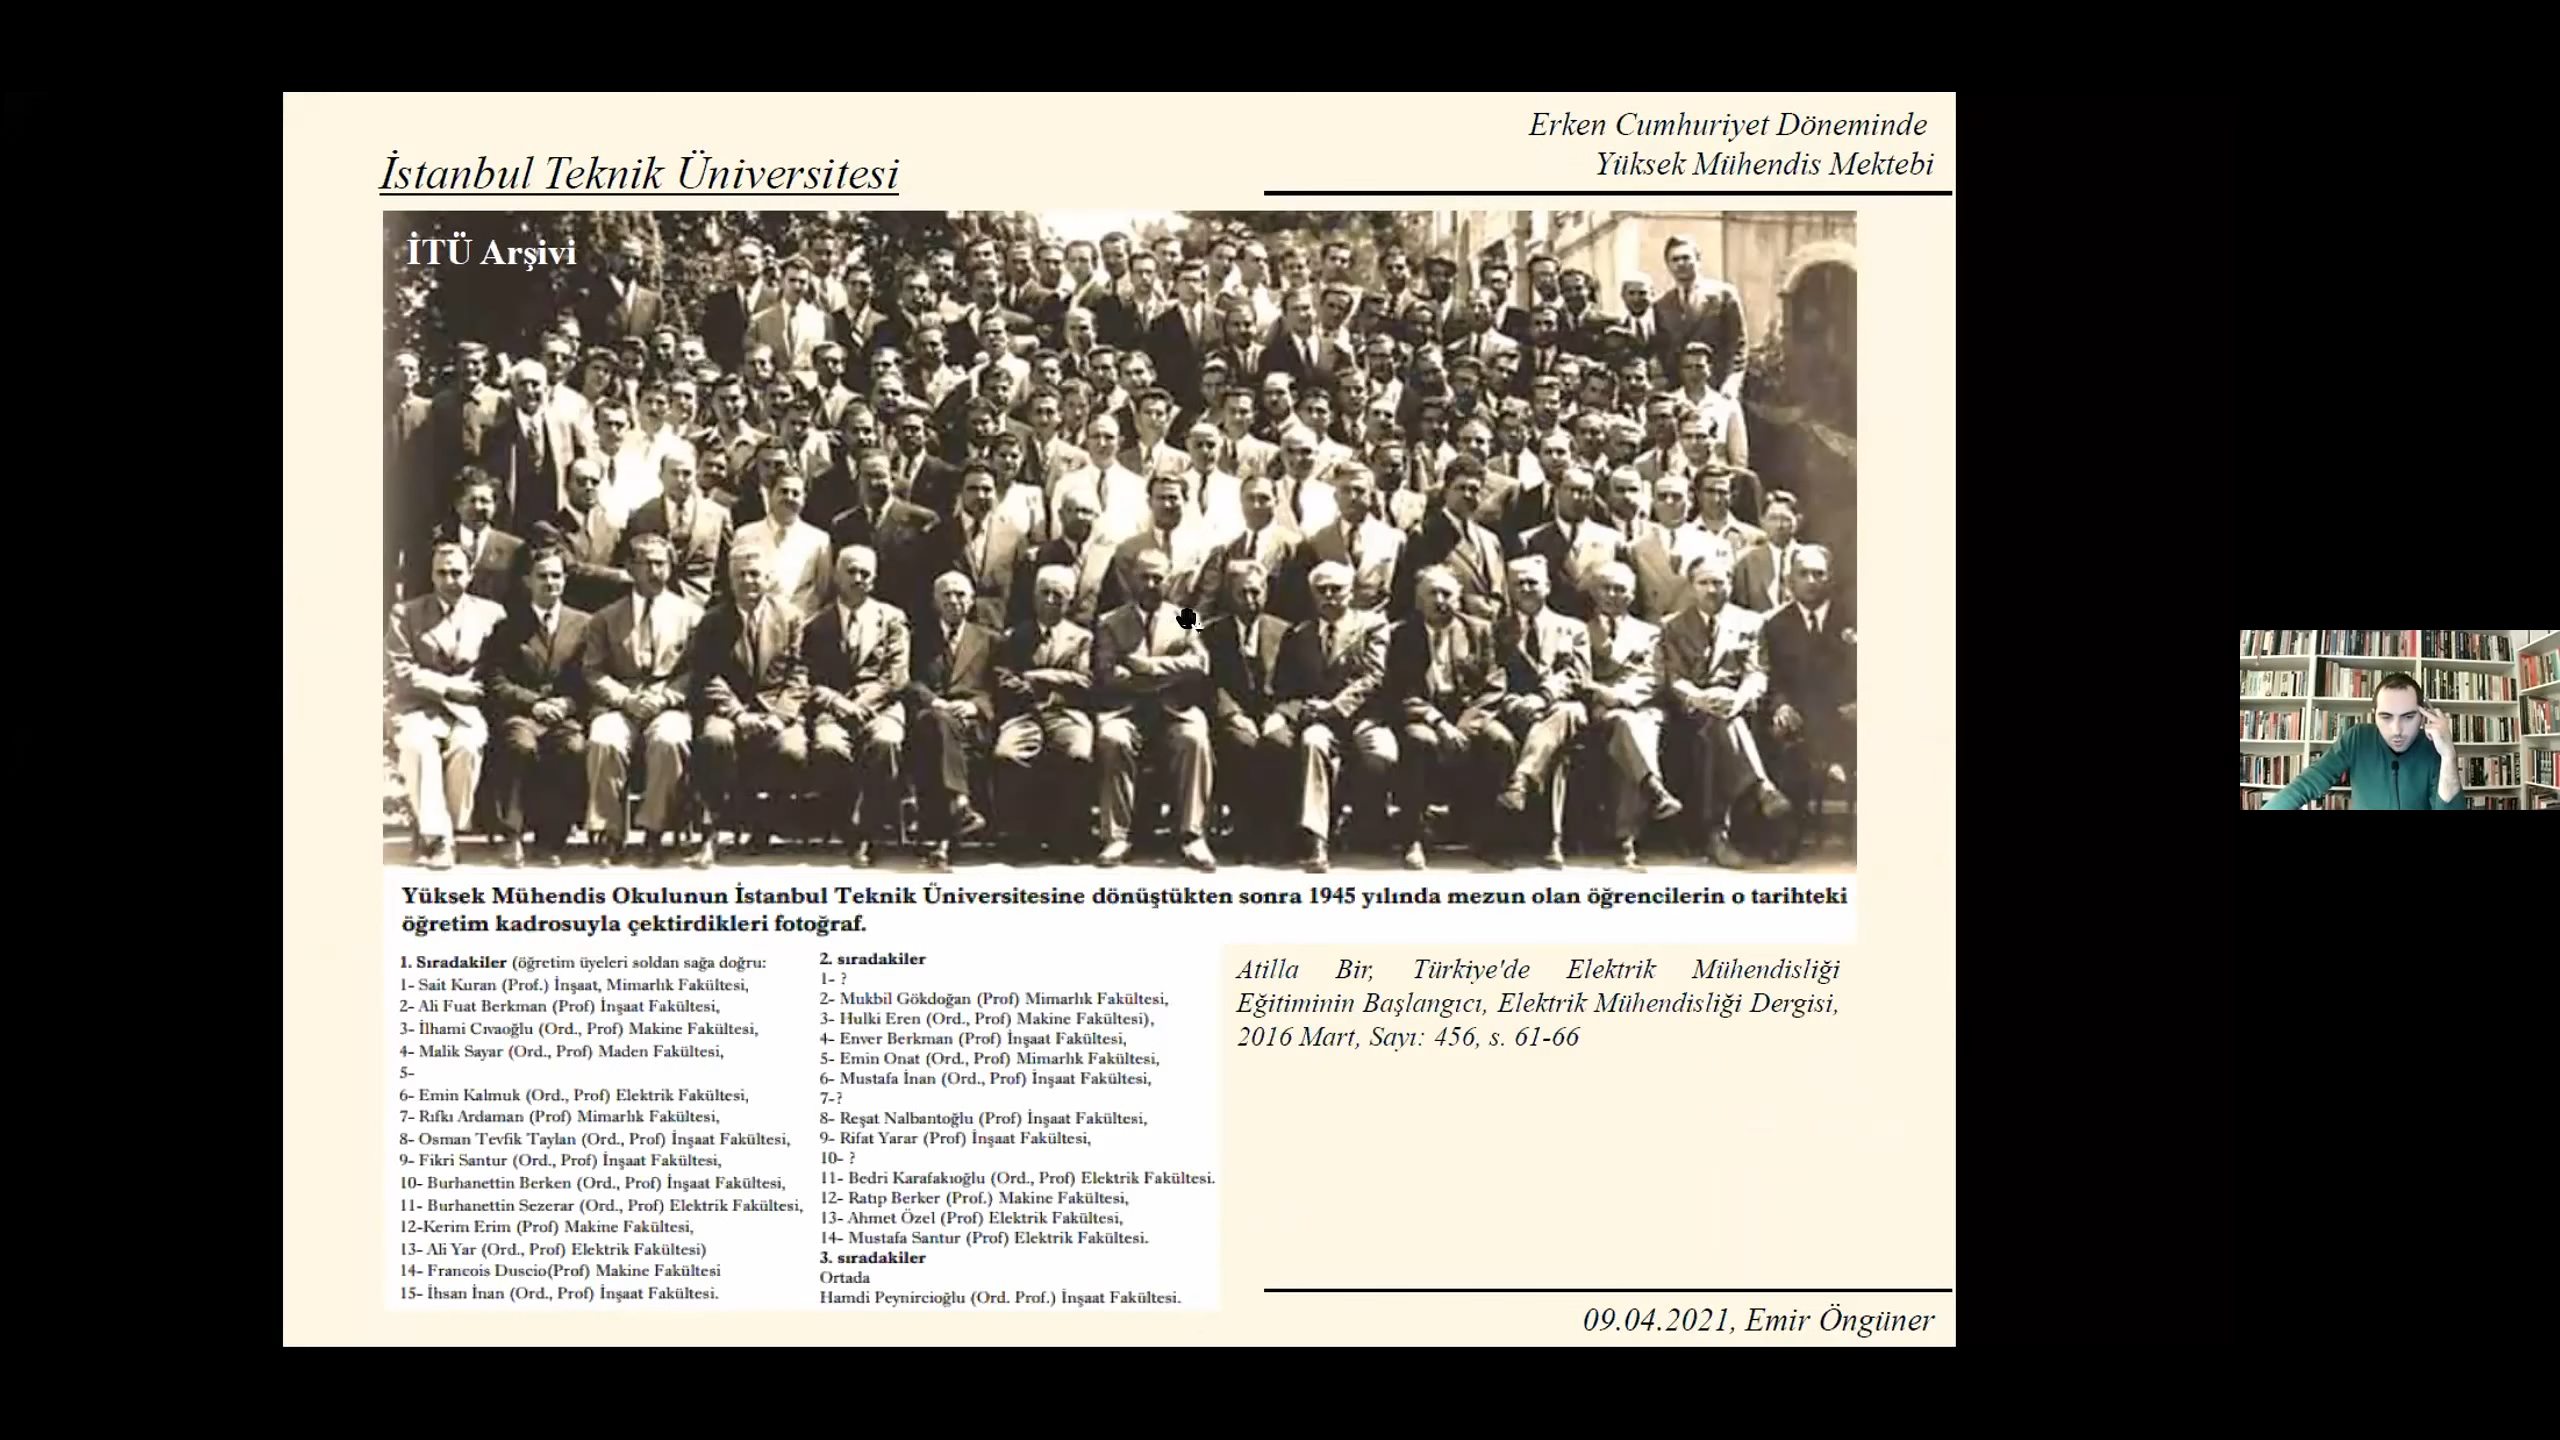 Erken Cumhuriyet Döneminde
Yüksek Mühendis Mektebi
İstanbul Teknik Üniversitesi
İTÜ Arşivi
Yüksek Mühendis Okulunun İstanbul Teknik Üniversitesine dönüştükten sonra 1945 yılında mezun olan öğrencilerin o tarihteki
öğretim kadrosuyla çektirdikleri fotoğraf.
1. Sıradakiler (öğretim üyeleri soldan sağa doğru:
1- Sait Kuran (Prof.) İnşaat, Mimarlık Fakültesi,
2- Ali Fuat Berkman (Prof) İnşaat Fakültesi,
3- İlhami Cıvaoğlu (Ord., Prof) Makine Fakültesi,
4- Malik Sayar (Ord., Prof) Maden Fakültesi,
5-
6- Emin Kalmuk (Ord., Prof) Elektrik Fakültesi,
7- Rıfkı Ardaman (Prof) Mimarlık Fakültesi,
8- Osman Tevfik Taylan (Ord., Prof) İnşaat Fakültesi,
9- Fikri Santur (Ord., Prof) İnşaat Fakültesi,
10- Burhanettin Berken (Ord., Prof) İnşaat Fakültesi,
11- Burhanettin Sezerar (Ord., Prof) Elektrik Fakültesi,
12-Kerim Erim (Prof) Makine Fakültesi,
13- Ali Yar (Ord., Prof) Elektrik Fakültesi)
14- Francois Duscio(Prof) Makine Fakültesi
15- İhsan İnan (Ord., Prof) İnşaat Fakültesi.
2. sıradakiler
1- ?
2- Mukbil Gökdoğan (Prof) Mimarlık Fakültesi,
3- Hulki Eren (Ord., Prof) Makine Fakültesi),
4- Enver Berkman (Prof) İnşaat Fakültesi,
5- Emin Onat (Ord., Prof) Mimarlık Fakültesi,
6- Mustafa İnan (Ord., Prof) İnşaat Fakültesi,
7-?
8- Reşat Nalbantoğlu (Prof) İnşaat Fakültesi,
9- Rifat Yarar (Prof) İnşaat Fakültesi,
10- ?
11- Bedri Karafakıoğlu (Ord., Prof) Elektrik Fakültesi.
12- Ratıp Berker (Prof.) Makine Fakültesi,
13- Ahmet Özel (Prof) Elektrik Fakültesi,
14- Mustafa Santur (Prof) Elektrik Fakültesi.
3. sıradakiler
Ortada
Hamdi Peynircioğlu (Ord. Prof.) İnşaat Fakültesi.
Atilla Bir, Türkiye'de Elektrik Mühendisliği
Eğitiminin Başlangıcı, Elektrik Mühendisliği Dergisi,
2016 Mart, Sayı: 456, s. 61-66
09.04.2021, Emir Öngüner